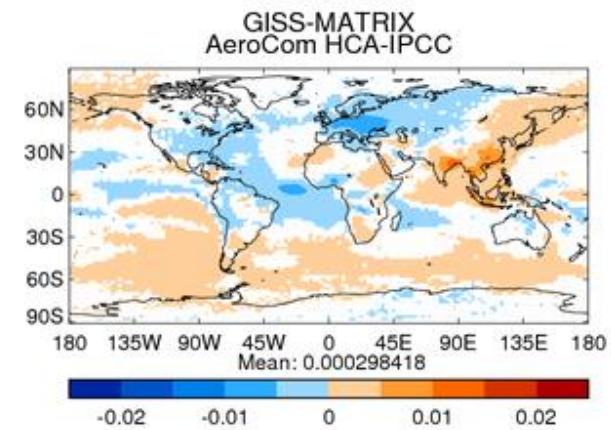 GISS-MATRIX
AeroCom HCA-IPCC
60N
30N
0
30S
60S
90S
180 135W 90W 45W 0 45E 90E 135E 180
Mean: 0.000298418
-0.02 -0.01 0 0.01 0.02